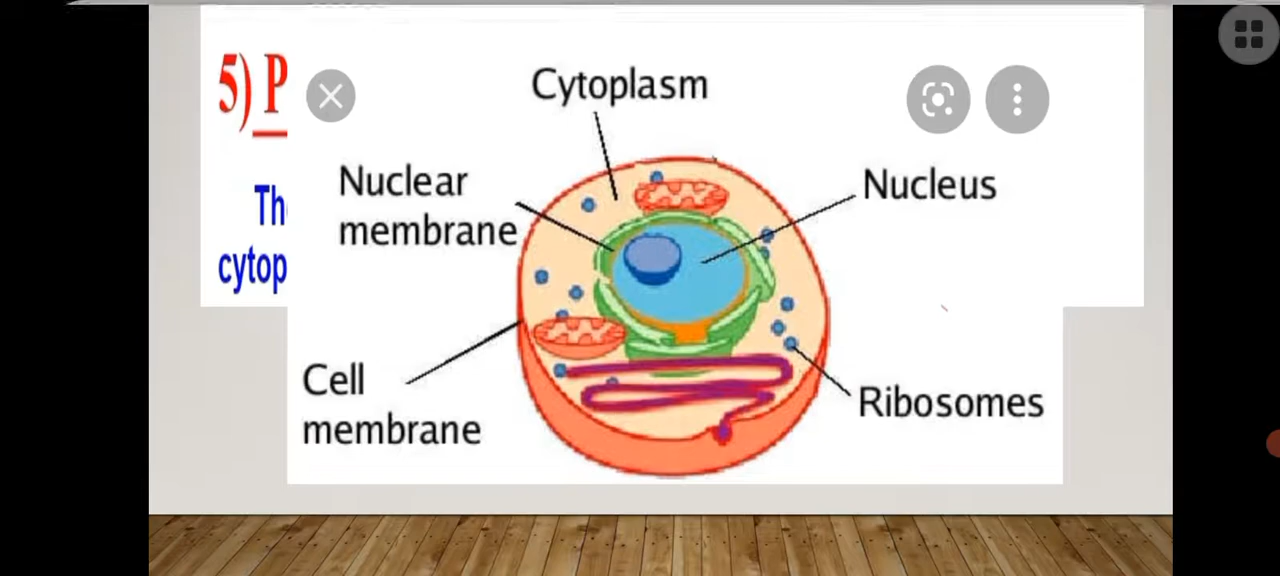 5) P
Cytoplasm
Nuclear
membrane
Nucleus
Th
cytop
Cell
membrane
Ribosomes